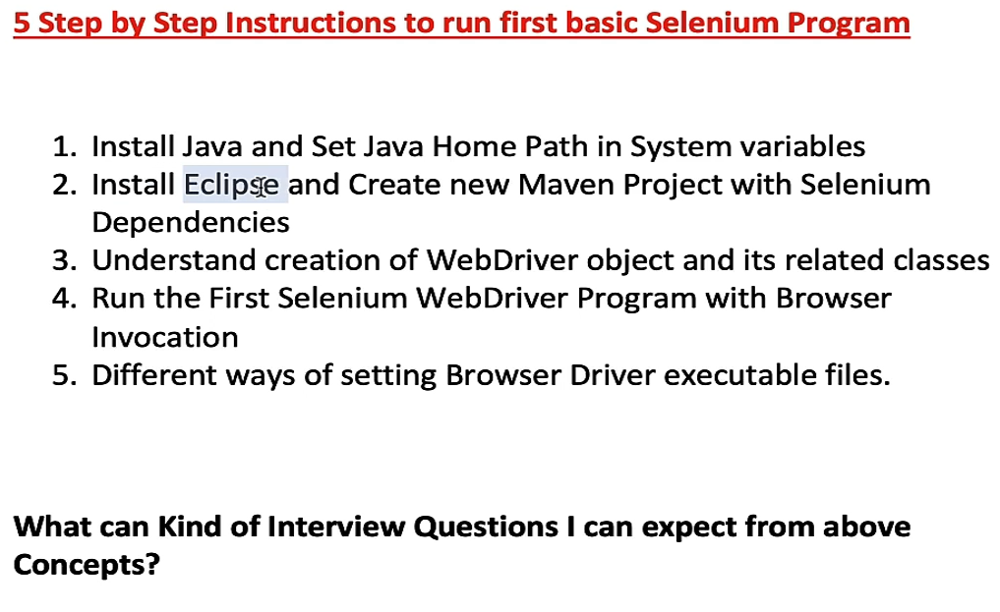 5 Step by Step Instructions to run first basic Selenium Program
1. Install Java and Set Java Home Path in System variables
2. Install Eclipse and Create new Maven Project with Selenium
Dependencies
3. Understand creation of WebDriver object and its related classes
4. Run the First Selenium WebDriver Program with Browser
Invocation
5. Different ways of setting Browser Driver executable files.
What can Kind of Interview Questions I can expect from above
Concepts?